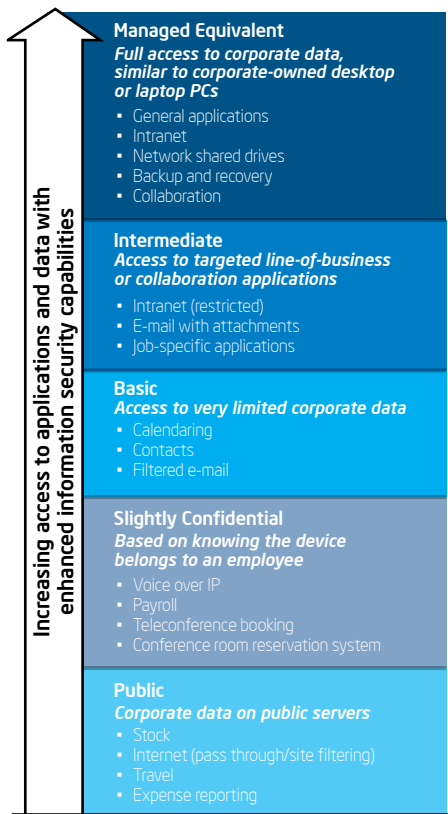 Increasing access to applications and data with
enhanced information security capabilities
Managed Equivalent
Full access to corporate data,
similar to corporate-owned desktop
or laptop PCs
▪ General applications
▪ Intranet
▪ Network shared drives
▪ Backup and recovery
▪ Collaboration
Intermediate
Access to targeted line-of-business
or collaboration applications
▪ Intranet (restricted)
▪ E-mail with attachments
▪ Job-specific applications
Basic
Access to very limited corporate data
▪ Calendaring
▪ Contacts
▪ Filtered e-mail
Slightly Confidential
Based on knowing the device
belongs to an employee
▪ Voice over IP
▪ Payroll
▪ Teleconference booking
▪ Conference room reservation system
Public
Corporate data on public servers
▪ Stock
▪ Internet (pass through/site filtering)
▪ Travel
▪ Expense reporting